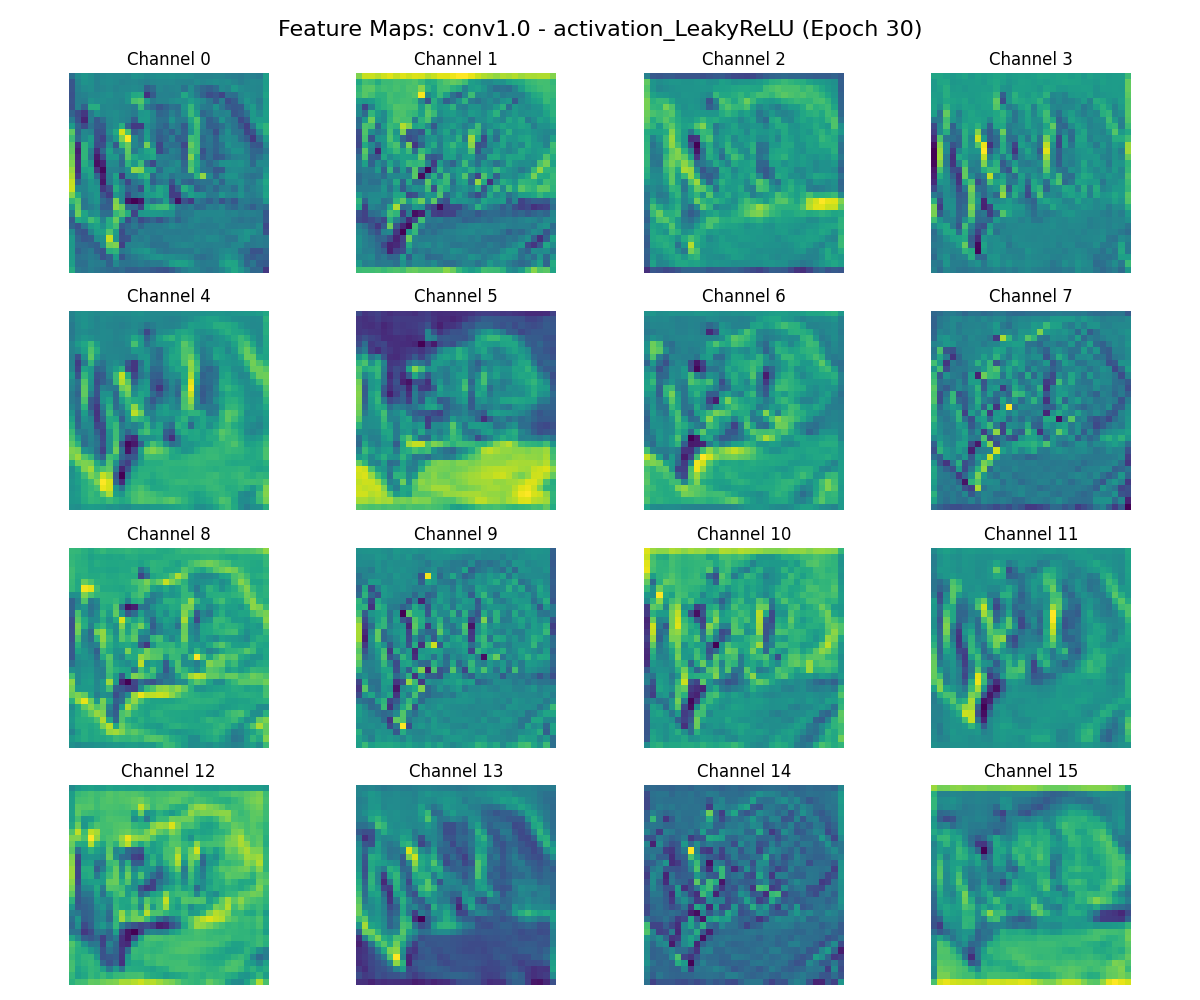 Feature Maps: conv1.0 - activation_LeakyReLU (Epoch 30)
Channel 0
Channel 1
Channel 2
Channel 3
Channel 4
Channel 5
Channel 6
Channel 7
Channel 8
Channel 9
Channel 10
Channel 11
Channel 12
Channel 13
Channel 14
Channel 15